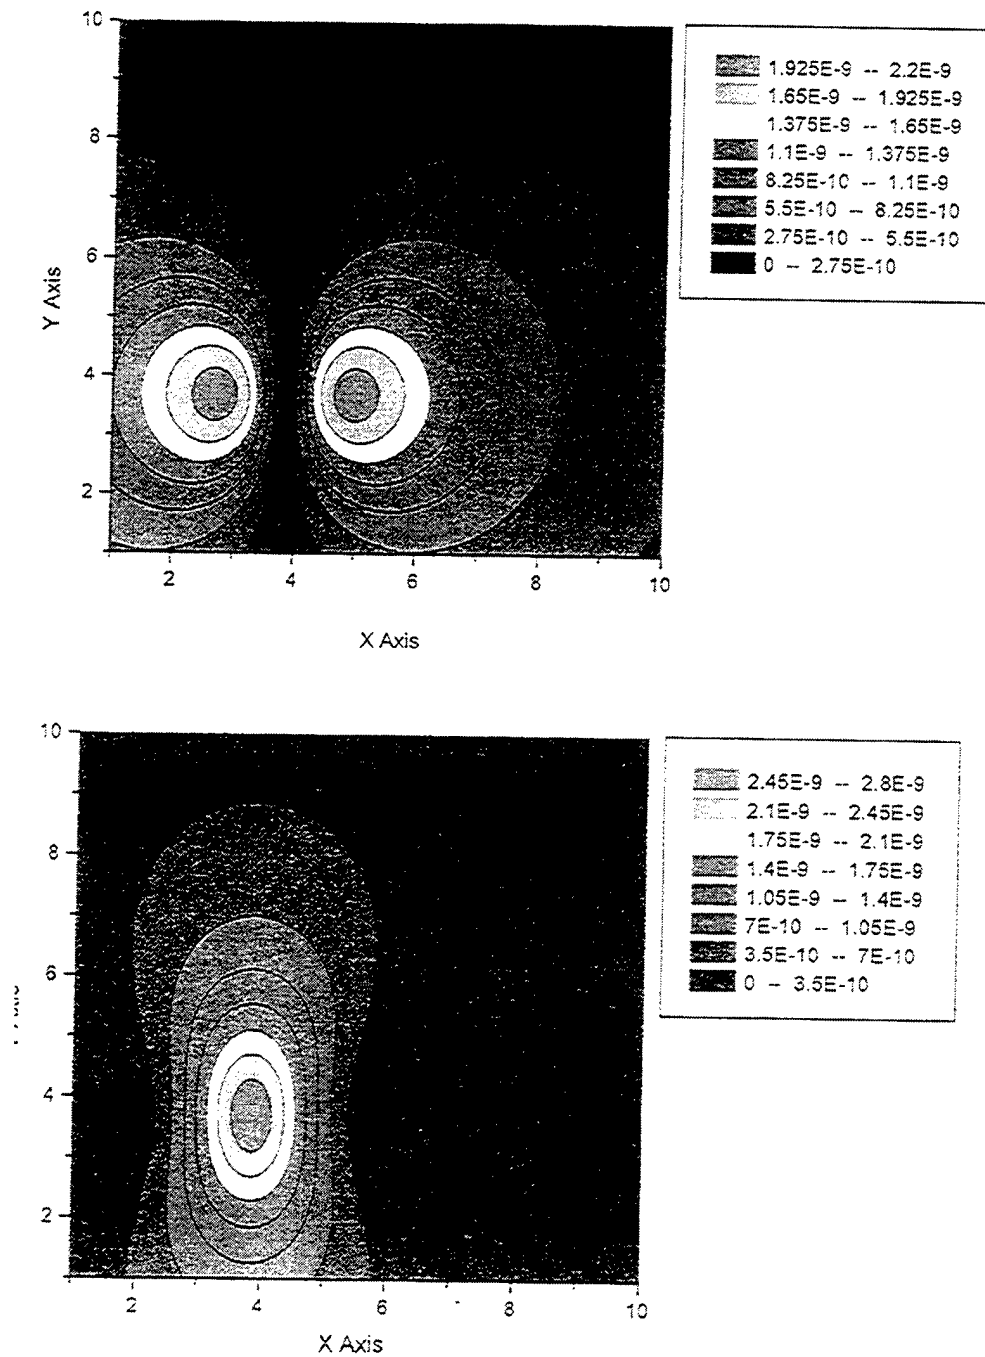 10
8
6
4
2
Y Axis
2
4
6
8
10
X Axis
1.925E-9 -- 2.2E-9
1.65E-9 -- 1.925E-9
1.375E-9 -- 1.65E-9
1.1E-9 -- 1.375E-9
8.25E-10 -- 1.1E-9
5.5E-10 -- 8.25E-10
2.75E-10 -- 5.5E-10
0 -- 2.75E-10
10
8
6
4
2
2
4
6
8
10
X Axis
2.45E-9 -- 2.8E-9
2.1E-9 -- 2.45E-9
1.75E-9 -- 2.1E-9
1.4E-9 -- 1.75E-9
1.05E-9 -- 1.4E-9
7E-10 -- 1.05E-9
3.5E-10 -- 7E-10
0 -- 3.5E-10